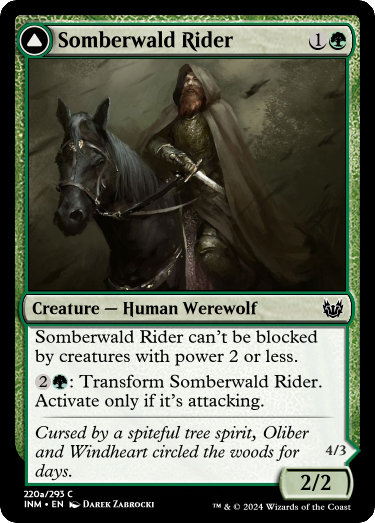 Somberwald Rider 1
Creature — Human Werewolf
Somberwald Rider can't be blocked
by creatures with power 2 or less.
2: Transform Somberwald Rider.
Activate only if it's attacking.
Cursed by a spiteful tree spirit, Oliber
and Windheart circled the woods for
days.
4/3
2/2
220a/293 C
INM • EN DAREK ZABROCKI
™ & © 2024 Wizards of the Coast